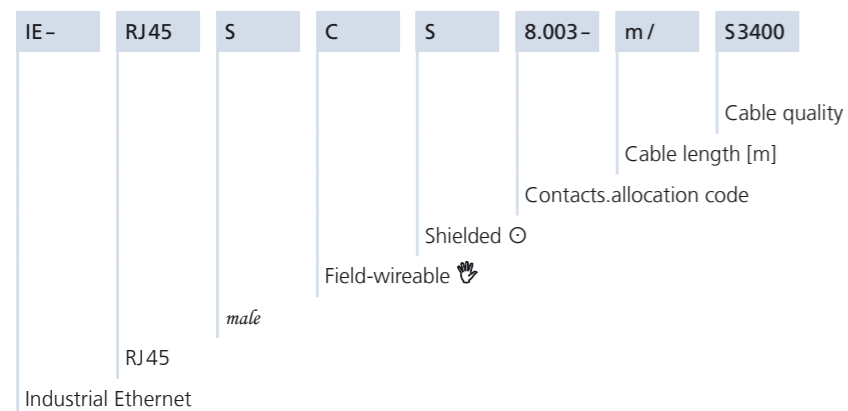 IE– RJ45 S C S 8.003– m/ S3400
Cable quality
Cable length [m]
Contacts.allocation code
Shielded ⊙
Field-wireable
male
RJ45
Industrial Ethernet